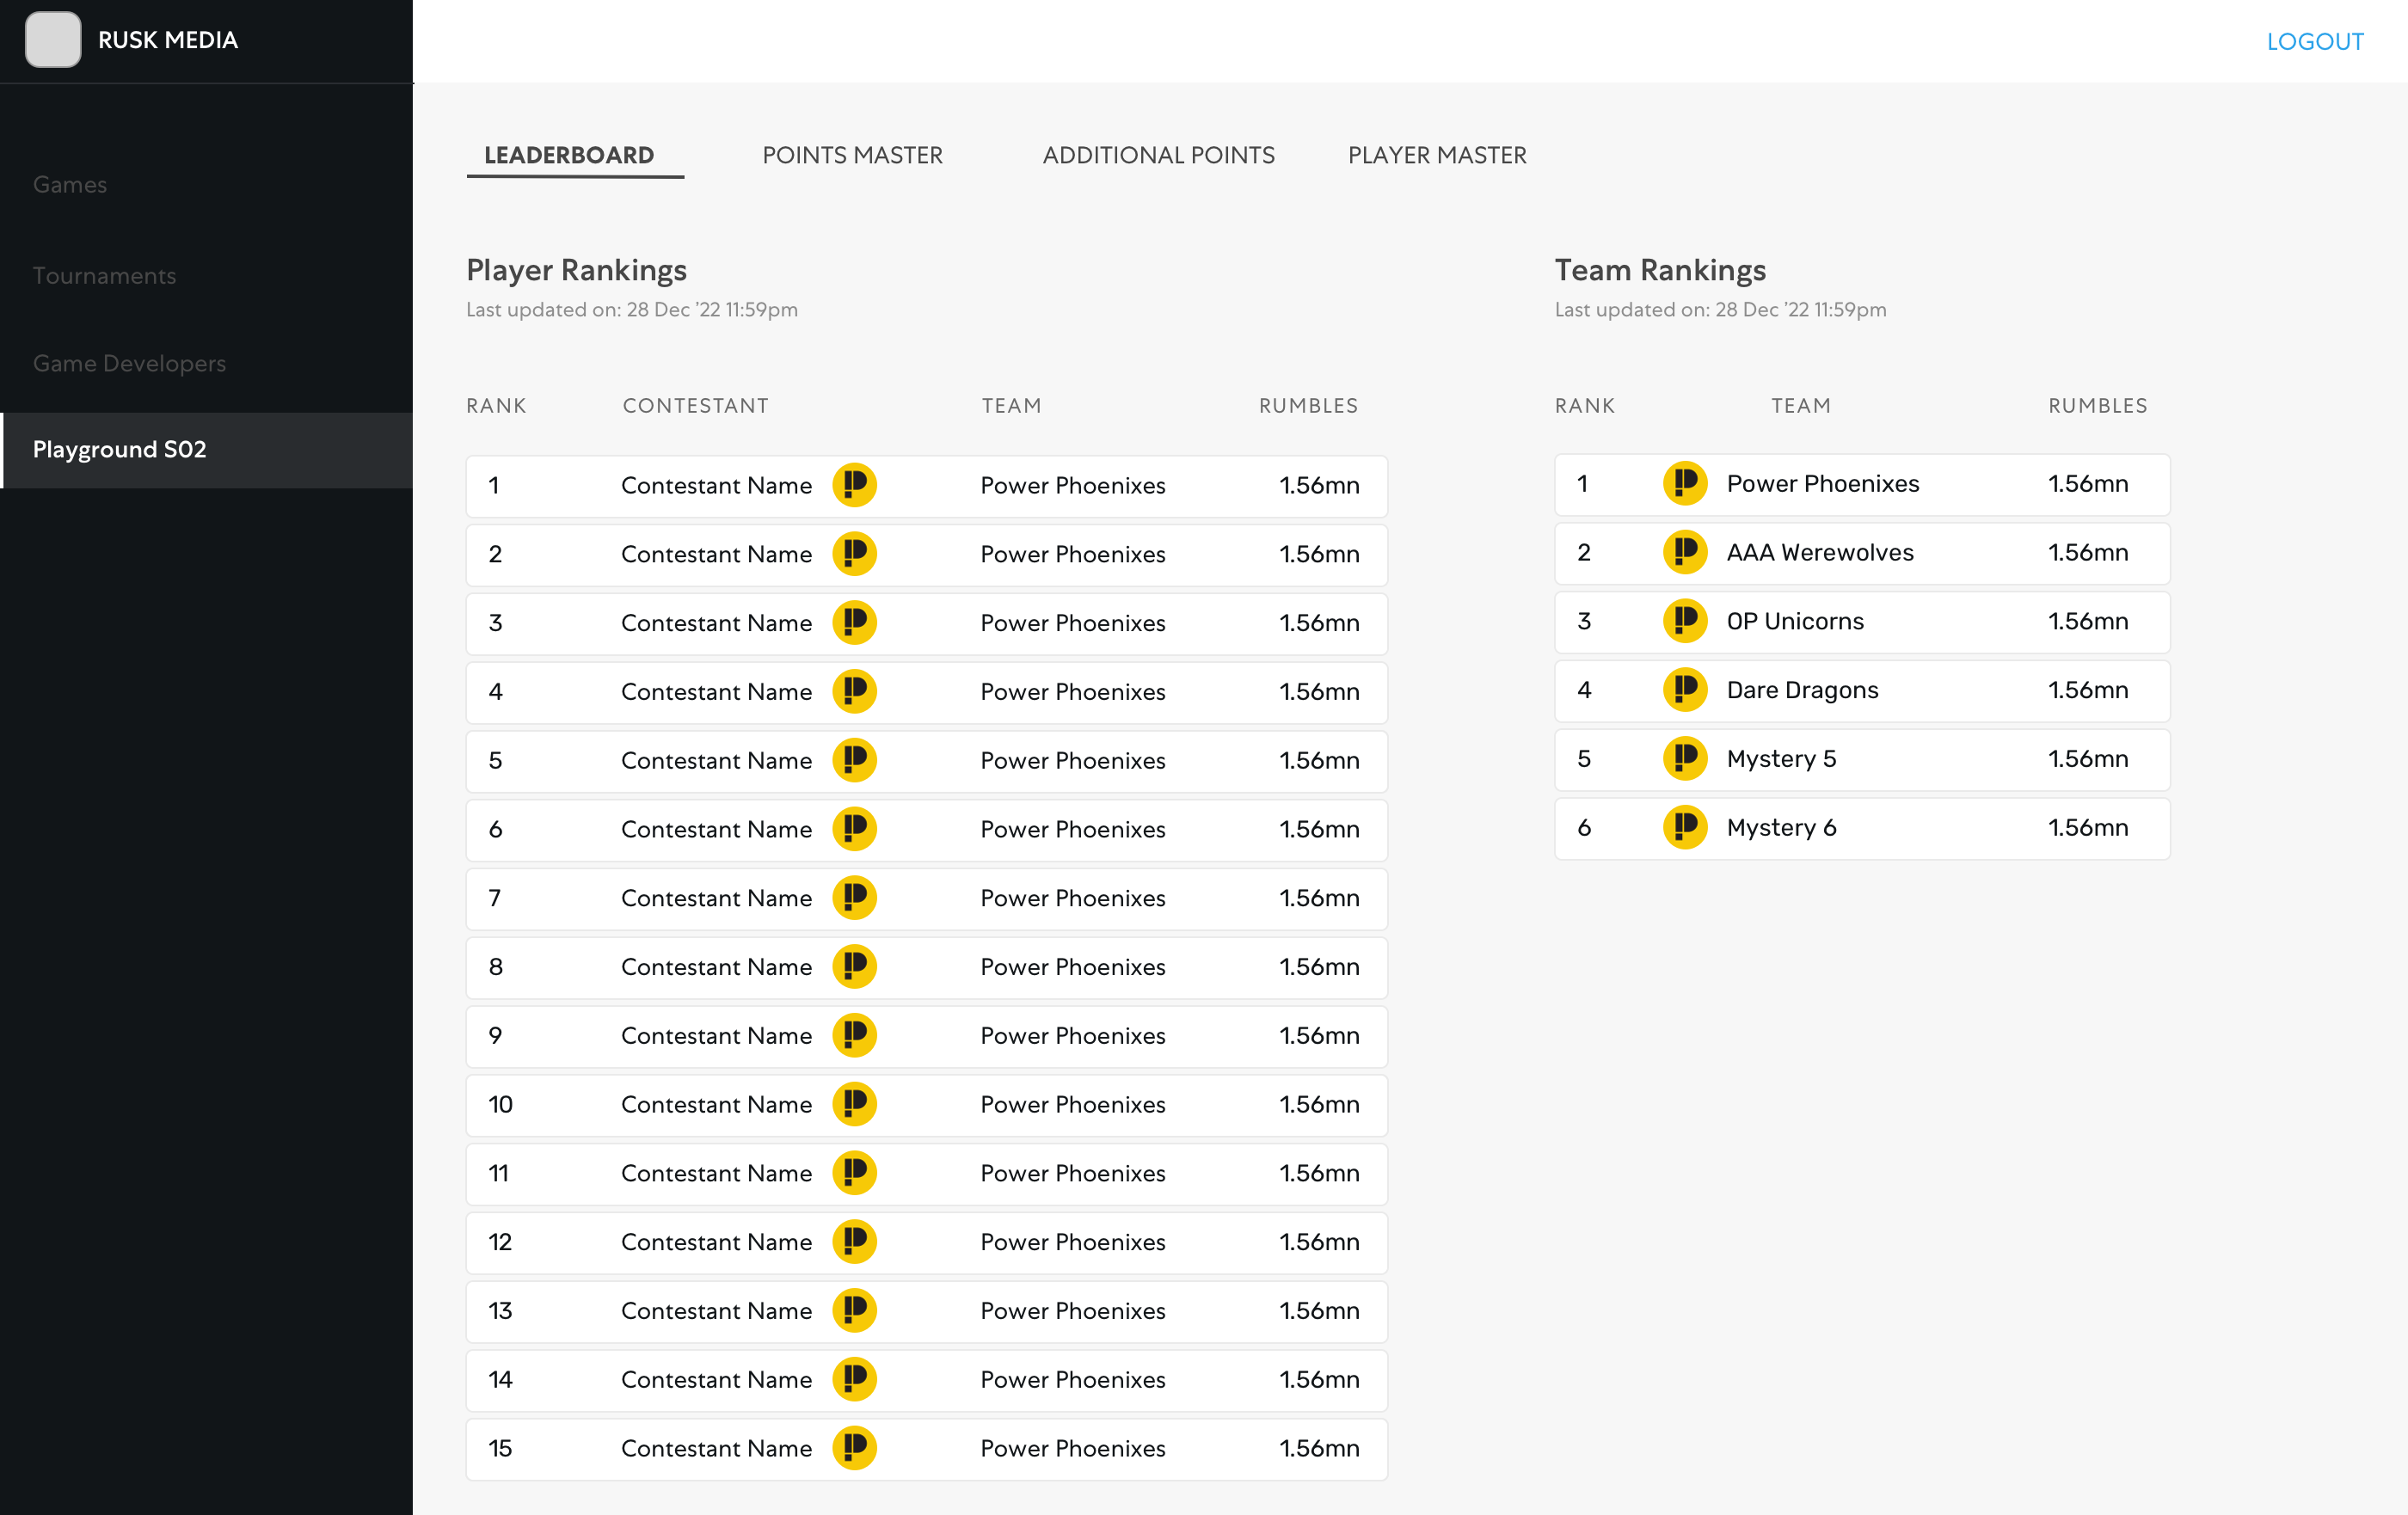 RUSK MEDIA
LOGOUT
Games
Tournaments
Game Developers
Playground S02
LEADERBOARD POINTS MASTER ADDITIONAL POINTS PLAYER MASTER
Player Rankings
Last updated on: 28 Dec ’22 11:59pm
RANK CONTESTANT TEAM RUMBLES
1 Contestant Name Power Phoenixes 1.56mn
2 Contestant Name Power Phoenixes 1.56mn
3 Contestant Name Power Phoenixes 1.56mn
4 Contestant Name Power Phoenixes 1.56mn
5 Contestant Name Power Phoenixes 1.56mn
6 Contestant Name Power Phoenixes 1.56mn
7 Contestant Name Power Phoenixes 1.56mn
8 Contestant Name Power Phoenixes 1.56mn
9 Contestant Name Power Phoenixes 1.56mn
10 Contestant Name Power Phoenixes 1.56mn
11 Contestant Name Power Phoenixes 1.56mn
12 Contestant Name Power Phoenixes 1.56mn
13 Contestant Name Power Phoenixes 1.56mn
14 Contestant Name Power Phoenixes 1.56mn
15 Contestant Name Power Phoenixes 1.56mn
Team Rankings
Last updated on: 28 Dec ’22 11:59pm
RANK TEAM RUMBLES
1 Power Phoenixes 1.56mn
2 AAA Werewolves 1.56mn
3 OP Unicorns 1.56mn
4 Dare Dragons 1.56mn
5 Mystery 5 1.56mn
6 Mystery 6 1.56mn